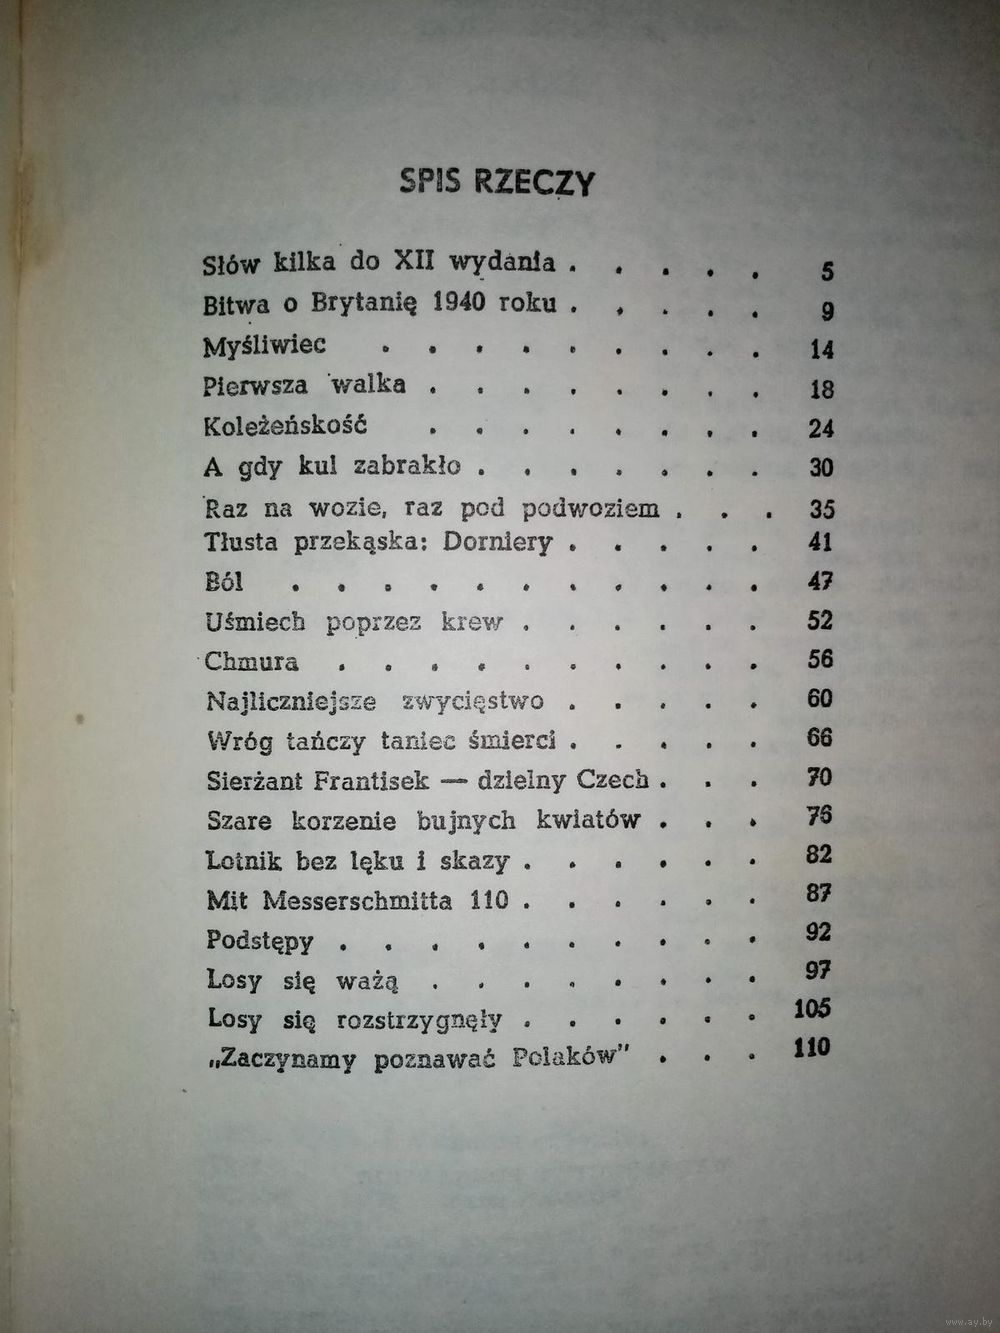 SPIS RZECZY
Słów kilka do XII wydania . . . . . 5
Bitwa o Brytanię 1940 roku . . . . . 9
Myśliwiec . . . . . . . . . 14
Pierwsza walka . . . . . . . . 18
Koleżeńskość . . . . . . . . 24
A gdy kul zabrakło . . . . . . . 30
Raz na wozie, raz pod podwoziem . . . 35
Tłusta przekąska: Dorniery . . . . . 41
Ból . . . . . . . . . . . 47
Uśmiech poprzez krew . . . . . . 52
Chmura . . . . . . . . . . 56
Najliczniejsze zwycięstwo . . . . . 60
Wróg tańczy taniec śmierci . . . . . 66
Sierżant Frantisek — dzielny Czech . . . 70
Szare korzenie bujnych kwiatów . . . 76
Lotnik bez lęku i skazy . . . . . . 82
Mit Messerschmitta 110 . . . . . . 87
Podstępy . . . . . . . . . . 92
Losy się ważą . . . . . . . . 97
Losy się rozstrzygnęły . . . . . . 105
„Zaczynamy poznawać Polaków” . . . 110
www.ay.by